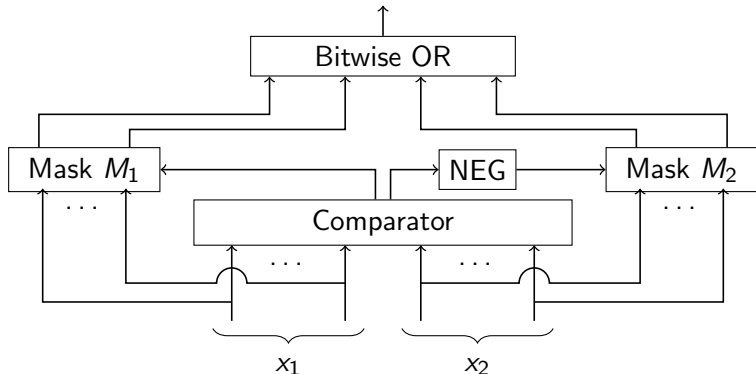 Bitwise OR
Mask M₁
NEG
Mask M₂
. . .
. . .
Comparator
. . .
. . .
x₁
x₂